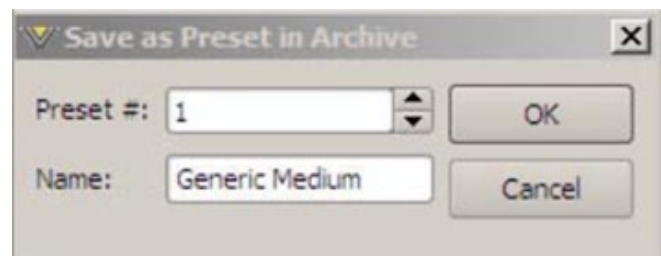 Save as Preset in Archive
Preset #: 1
OK
Name: Generic Medium
Cancel